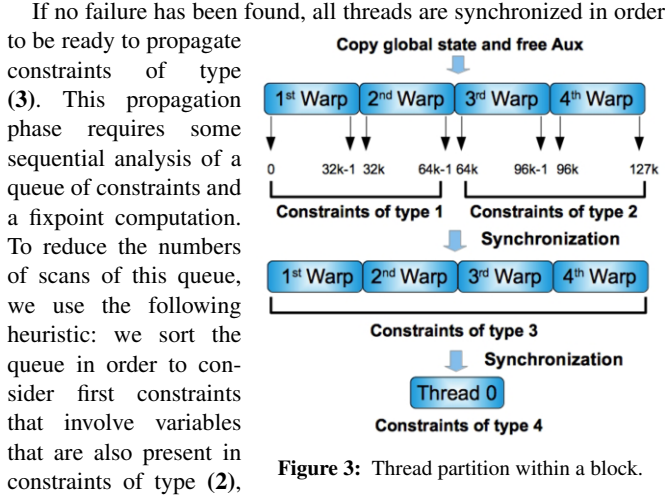 If no failure has been found, all threads are synchronized in order
to be ready to propagate
constraints of type
(3). This propagation
phase requires some
sequential analysis of a
queue of constraints and
a fixpoint computation.
To reduce the numbers
of scans of this queue,
we use the following
heuristic: we sort the
queue in order to con-
sider first constraints
that involve variables
that are also present in
constraints of type (2),
Copy global state and free Aux
1st Warp 2nd Warp 3rd Warp 4th Warp
0 32k-1 32k 64k-1 64k 96k-1 96k 127k
Constraints of type 1 Constraints of type 2
Synchronization
1st Warp 2nd Warp 3rd Warp 4th Warp
Constraints of type 3
Synchronization
Thread 0
Constraints of type 4
Figure 3: Thread partition within a block.